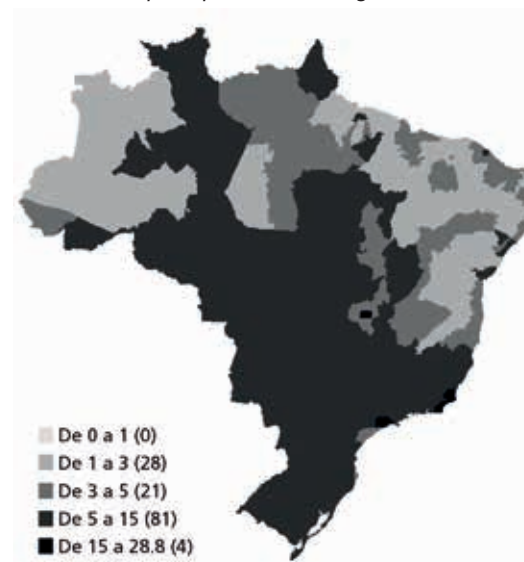 De 0 a 1 (0)
De 1 a 3 (28)
De 3 a 5 (21)
De 5 a 15 (81)
De 15 a 28.8 (4)